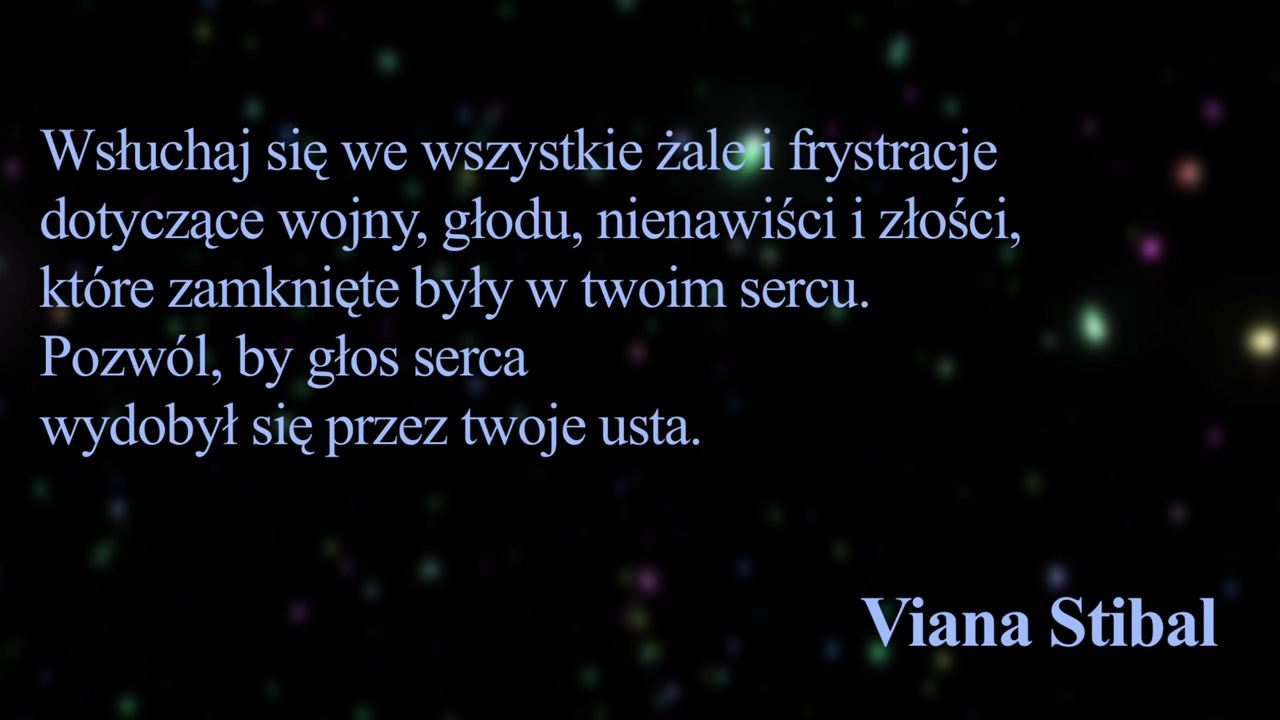 Wsłuchaj się we wszystkie żale i frystracje
dotyczące wojny, głodu, nienawiści i złości,
które zamknięte były w twoim sercu.
Pozwól, by głos serca
wydobył się przez twoje usta.
Viana Stibal